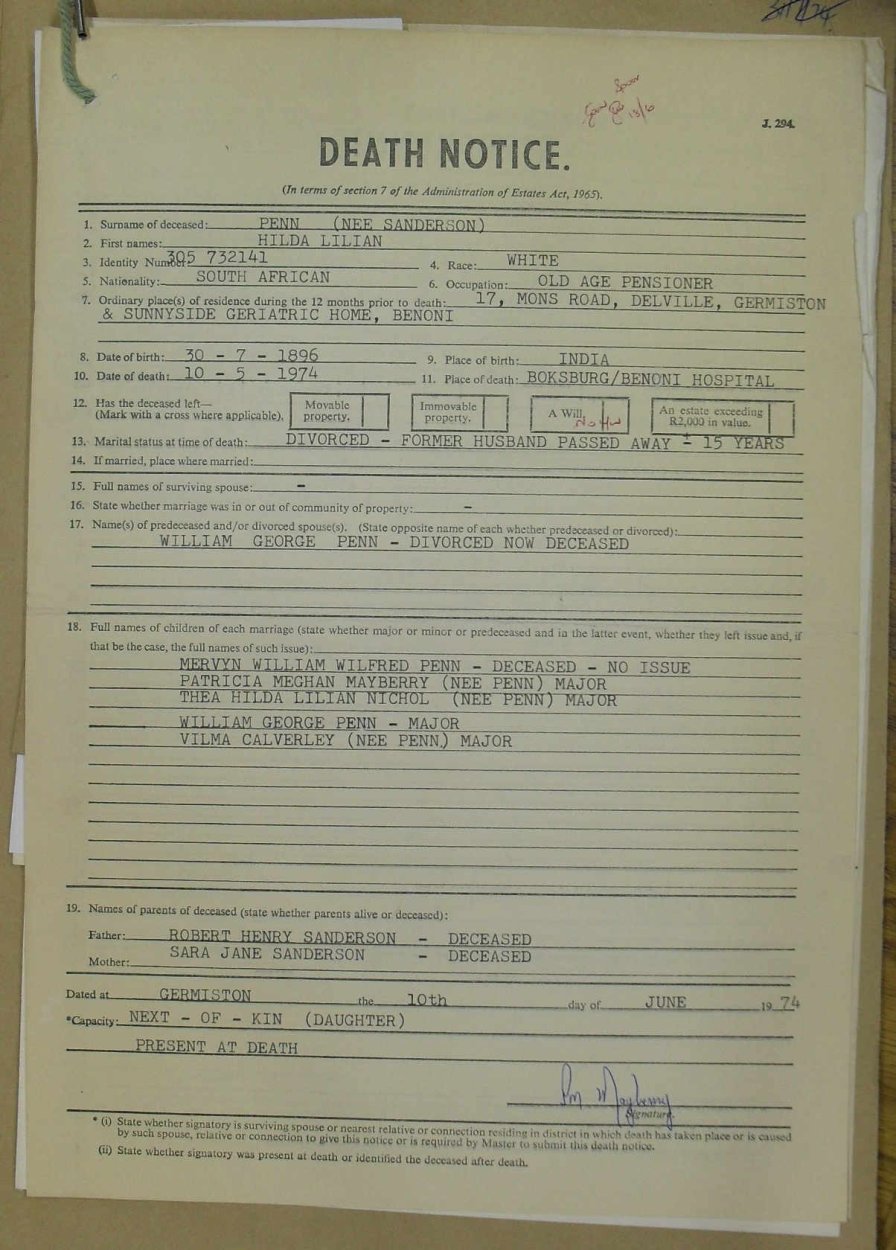 J. 294.
DEATH NOTICE.
(In terms of section 7 of the Administration of Estates Act, 1965).
1. Surname of deceased: PENN (NEE SANDERSON)
2. First names: HILDA LILIAN
3. Identity Number: 305 732141 4. Race: WHITE
5. Nationality: SOUTH AFRICAN 6. Occupation: OLD AGE PENSIONER
7. Ordinary place(s) of residence during the 12 months prior to death: 17, MONS ROAD, DELVILLE, GERMISTON
& SUNNYSIDE GERIATRIC HOME, BENONI
8. Date of birth: 30 - 7 - 1896 9. Place of birth: INDIA
10. Date of death: 10 - 5 - 1974 11. Place of death: BOKSBURG/BENONI HOSPITAL
12. Has the deceased left— Movable Immovable A Will. An estate exceeding
(Mark with a cross where applicable). property. property. No R2,000 in value.
13. Marital status at time of death: DIVORCED - FORMER HUSBAND PASSED AWAY ± 15 YEARS
14. If married, place where married:
15. Full names of surviving spouse: -
16. State whether marriage was in or out of community of property: -
17. Name(s) of predeceased and/or divorced spouse(s). (State opposite name of each whether predeceased or divorced):
WILLIAM GEORGE PENN - DIVORCED NOW DECEASED
18. Full names of children of each marriage (state whether major or minor or predeceased and in the latter event, whether they left issue and, if
that be the case, the full names of such issue):
MERVYN WILLIAM WILFRED PENN - DECEASED - NO ISSUE
PATRICIA MEGHAN MAYBERRY (NEE PENN) MAJOR
THEA HILDA LILIAN NICHOL (NEE PENN) MAJOR
WILLIAM GEORGE PENN - MAJOR
VILMA CALVERLEY (NEE PENN) MAJOR
19. Names of parents of deceased (state whether parents alive or deceased):
Father: ROBERT HENRY SANDERSON - DECEASED
Mother: SARA JANE SANDERSON - DECEASED
Dated at GERMISTON the 10th day of JUNE 1974
*Capacity: NEXT - OF - KIN (DAUGHTER)
PRESENT AT DEATH
PM Mayberry
Signature.
* (i) State whether signatory is surviving spouse or nearest relative or connection residing in district in which death has taken place or is caused
by such spouse, relative or connection to give this notice or is required by Master to submit this death notice.
(ii) State whether signatory was present at death or identified the deceased after death.